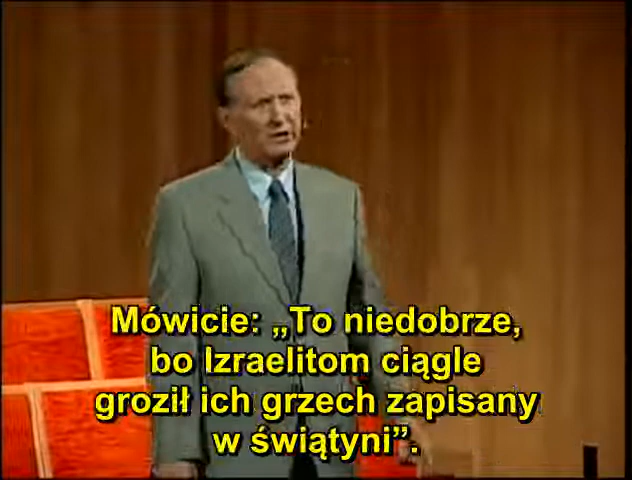 Mówicie: „To niedobrze,
bo Izraelitom ciągle
groził ich grzech zapisany
w świątyni”.